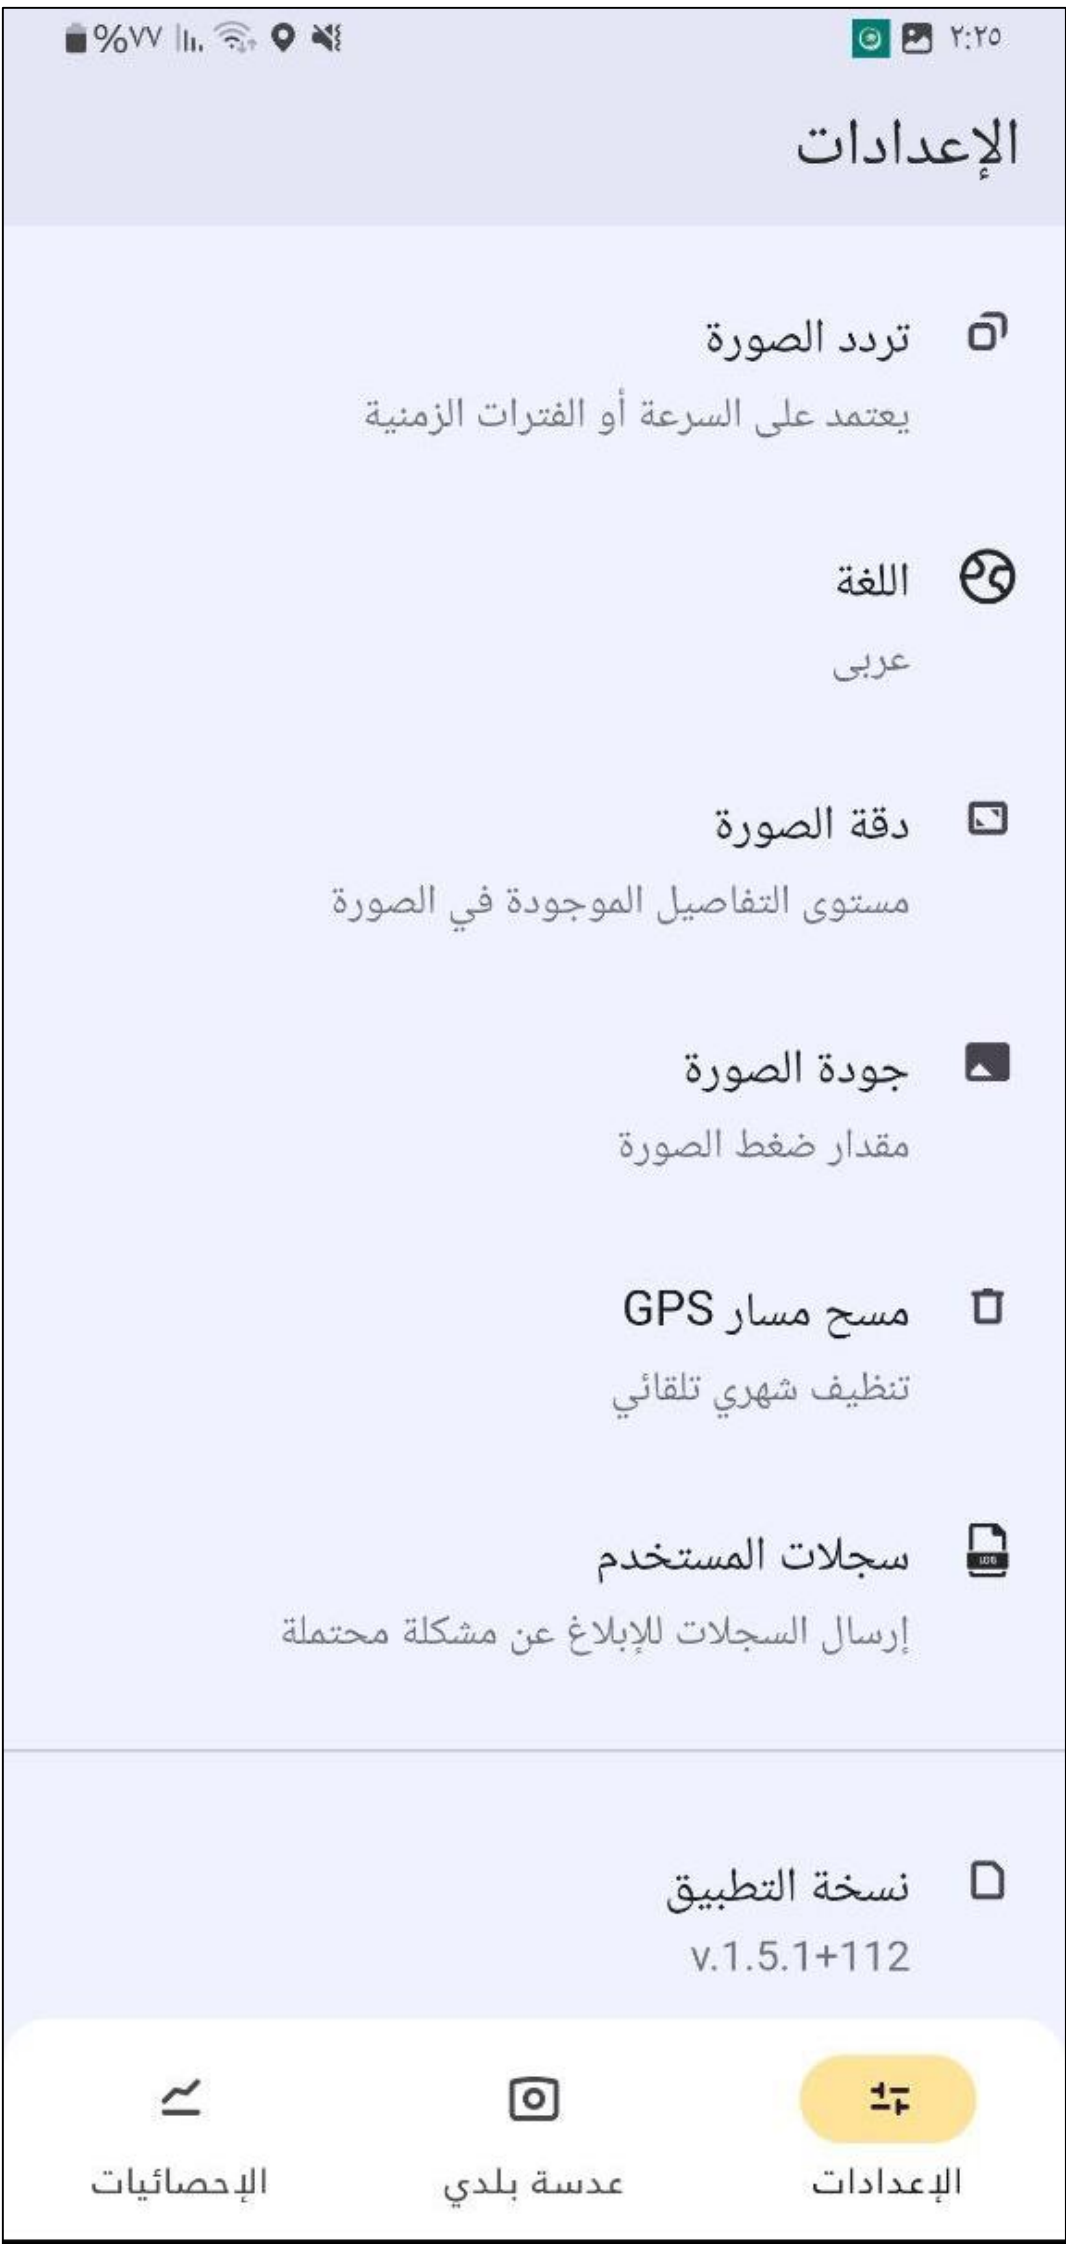 ٢:٢٥ %٧٧
الإعدادات
تردد الصورة
يعتمد على السرعة أو الفترات الزمنية
اللغة
عربى
دقة الصورة
مستوى التفاصيل الموجودة في الصورة
جودة الصورة
مقدار ضغط الصورة
مسح مسار GPS
تنظيف شهري تلقائي
LOG
سجلات المستخدم
إرسال السجلات للإبلاغ عن مشكلة محتملة
نسخة التطبيق
v.1.5.1+112
الإعدادات عدسة بلدي الإحصائيات